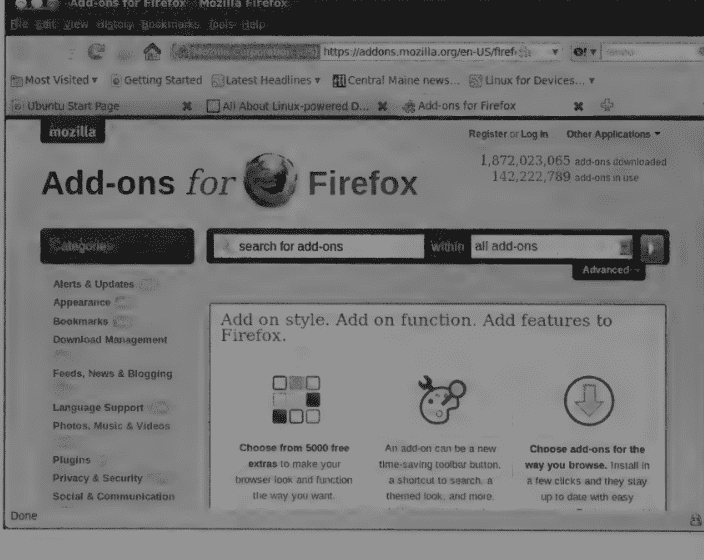 Add-ons for Firefox - Mozilla Firefox
File Edit View History Bookmarks Tools Help
https://addons.mozilla.org/en-US/firef
Most Visited Getting Started Latest Headlines Central Maine news... Linux for Devices...
Ubuntu Start Page All About Linux-powered D... Add-ons for Firefox
mozilla
Register or Log In Other Applications
1,872,023,065 add-ons downloaded
142,222,789 add-ons in use
Add-ons for Firefox
Categories search for add-ons within all add-ons
Advanced
Alerts & Updates
Appearance
Bookmarks
Download Management
Feeds, News & Blogging
Language Support
Photos, Music & Videos
Plugins
Privacy & Security
Social & Communication
Add on style. Add on function. Add features to
Firefox.
Choose from 5000 free
extras to make your
browser look and function
the way you want.
An add-on can be a new
time-saving toolbar button,
a shortcut to search, a
themed look, and more.
Choose add-ons for the
way you browse. Install in
a few clicks and they stay
up to date with easy
Done